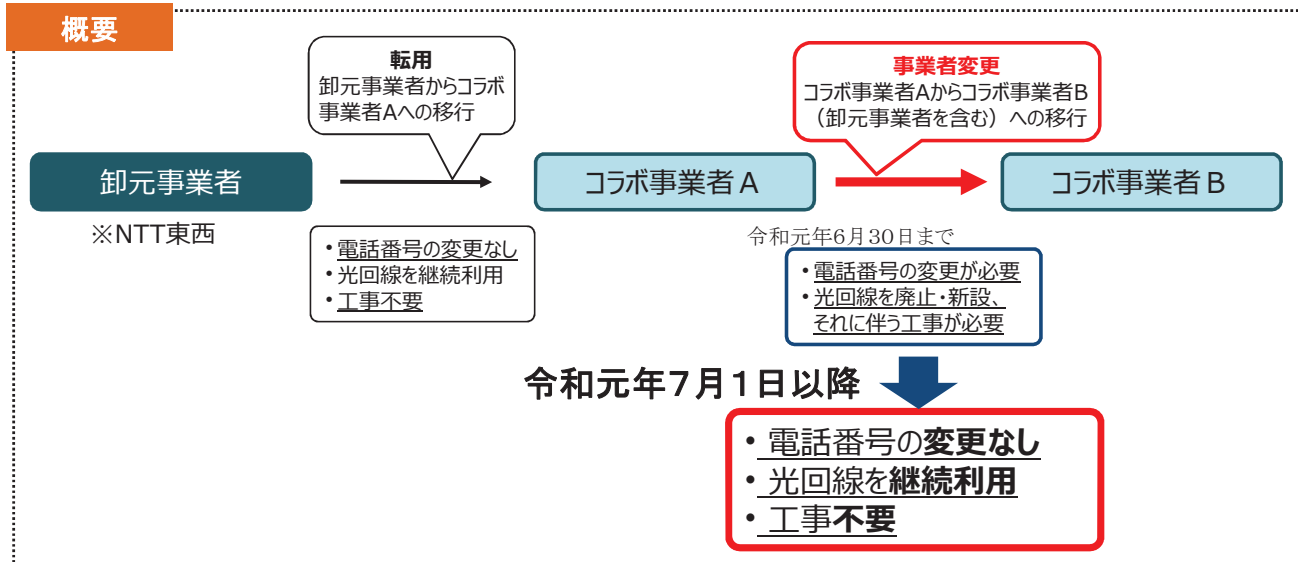 概要
転用
卸元事業者からコラボ
事業者Aへの移行
事業者変更
コラボ事業者Aからコラボ事業者B
（卸元事業者を含む）への移行
卸元事業者
コラボ事業者A
コラボ事業者B
※NTT東西
・電話番号の変更なし
・光回線を継続利用
・工事不要
令和元年6月30日まで
・電話番号の変更が必要
・光回線を廃止・新設、
それに伴う工事が必要
令和元年7月1日以降
・電話番号の変更なし
・光回線を継続利用
・工事不要